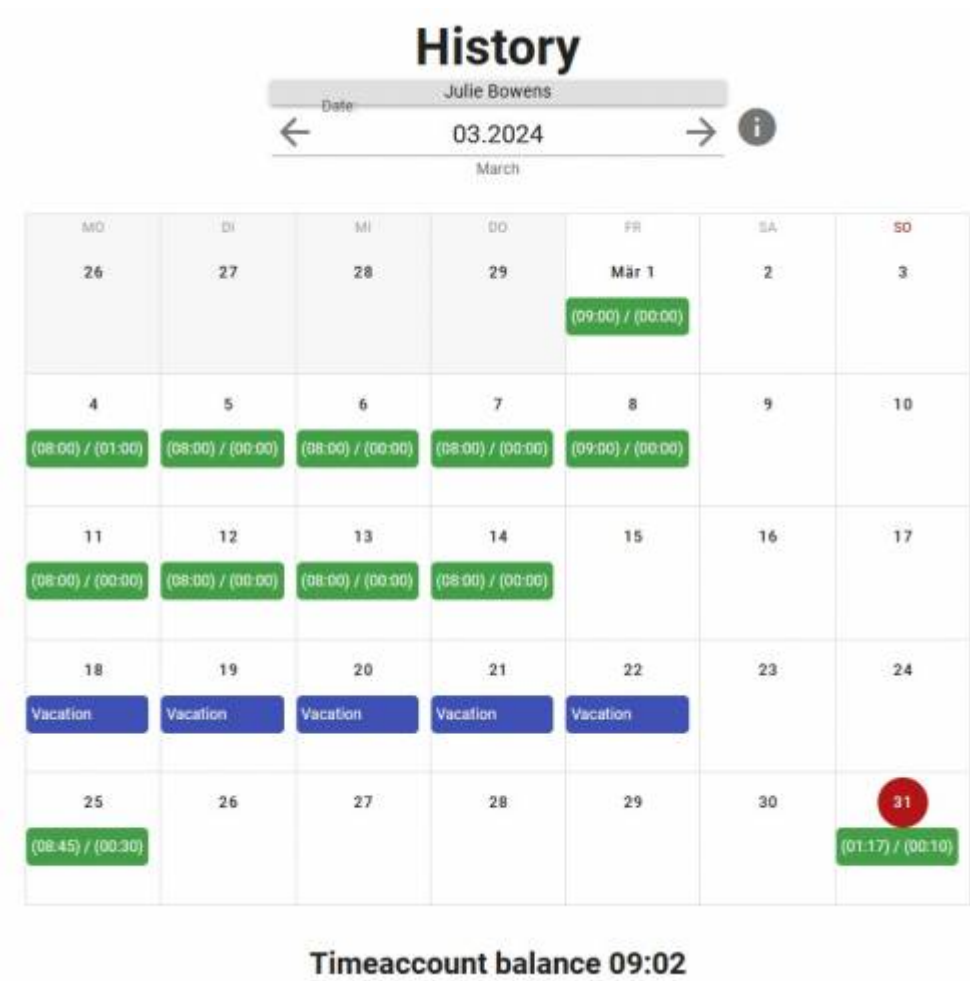 History
Julie Bowens
Date
03.2024
March
MO DI MI DO FR SA SO
26 27 28 29 Mär 1 2 3
(09:00) / (00:00)
4 5 6 7 8 9 10
(08:00) / (01:00) (08:00) / (00:00) (08:00) / (00:00) (08:00) / (00:00) (09:00) / (00:00)
11 12 13 14 15 16 17
(08:00) / (00:00) (08:00) / (00:00) (08:00) / (00:00) (08:00) / (00:00)
18 19 20 21 22 23 24
Vacation Vacation Vacation Vacation Vacation
25 26 27 28 29 30 31
(08:45) / (00:30) (01:17) / (00:10)
Timeaccount balance 09:02